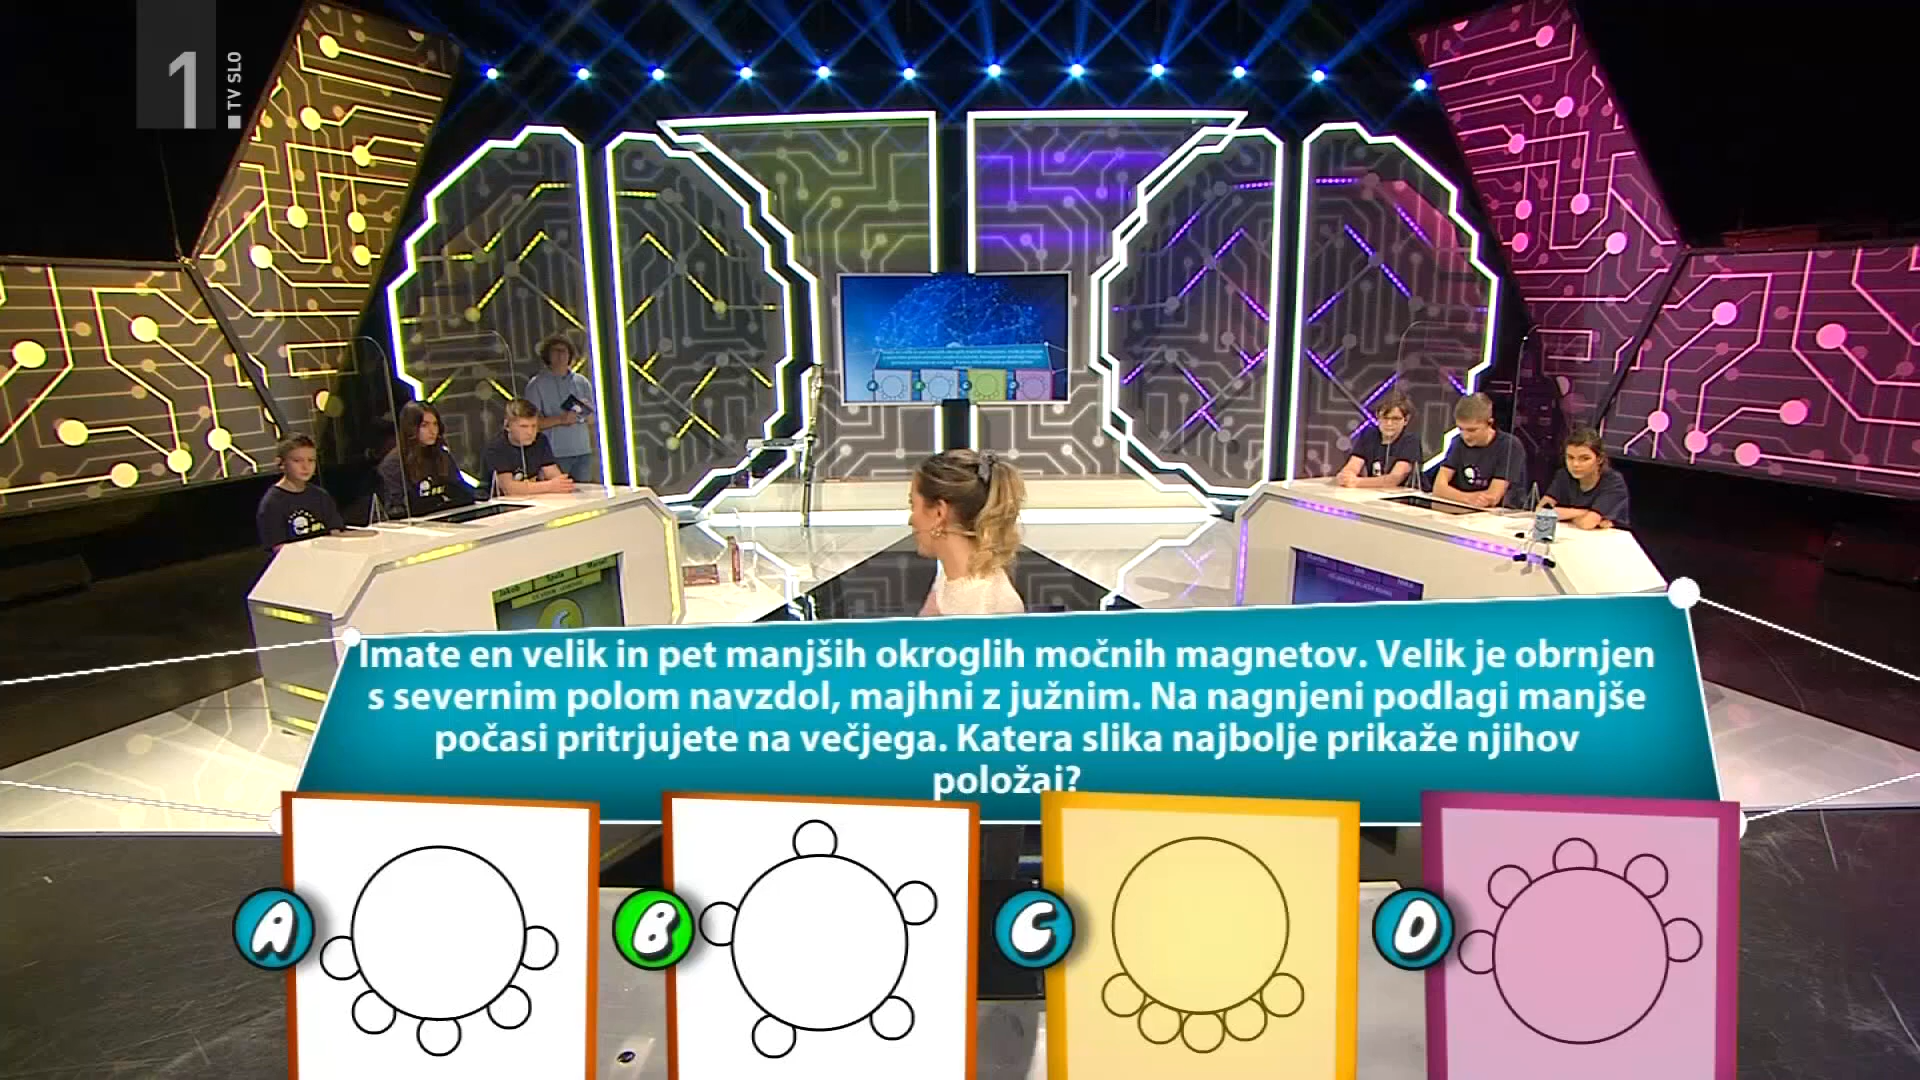 1
TV SLO
Jakob
Imate en velik in pet manjših okroglih močnih magnetov. Velik je obrnjen
s severnim polom navzdol, majhni z južnim. Na nagnjeni podlagi manjše
počasi pritrjujete na večjega. Katera slika najbolje prikaže njihov
položaj?
A
B
C
D